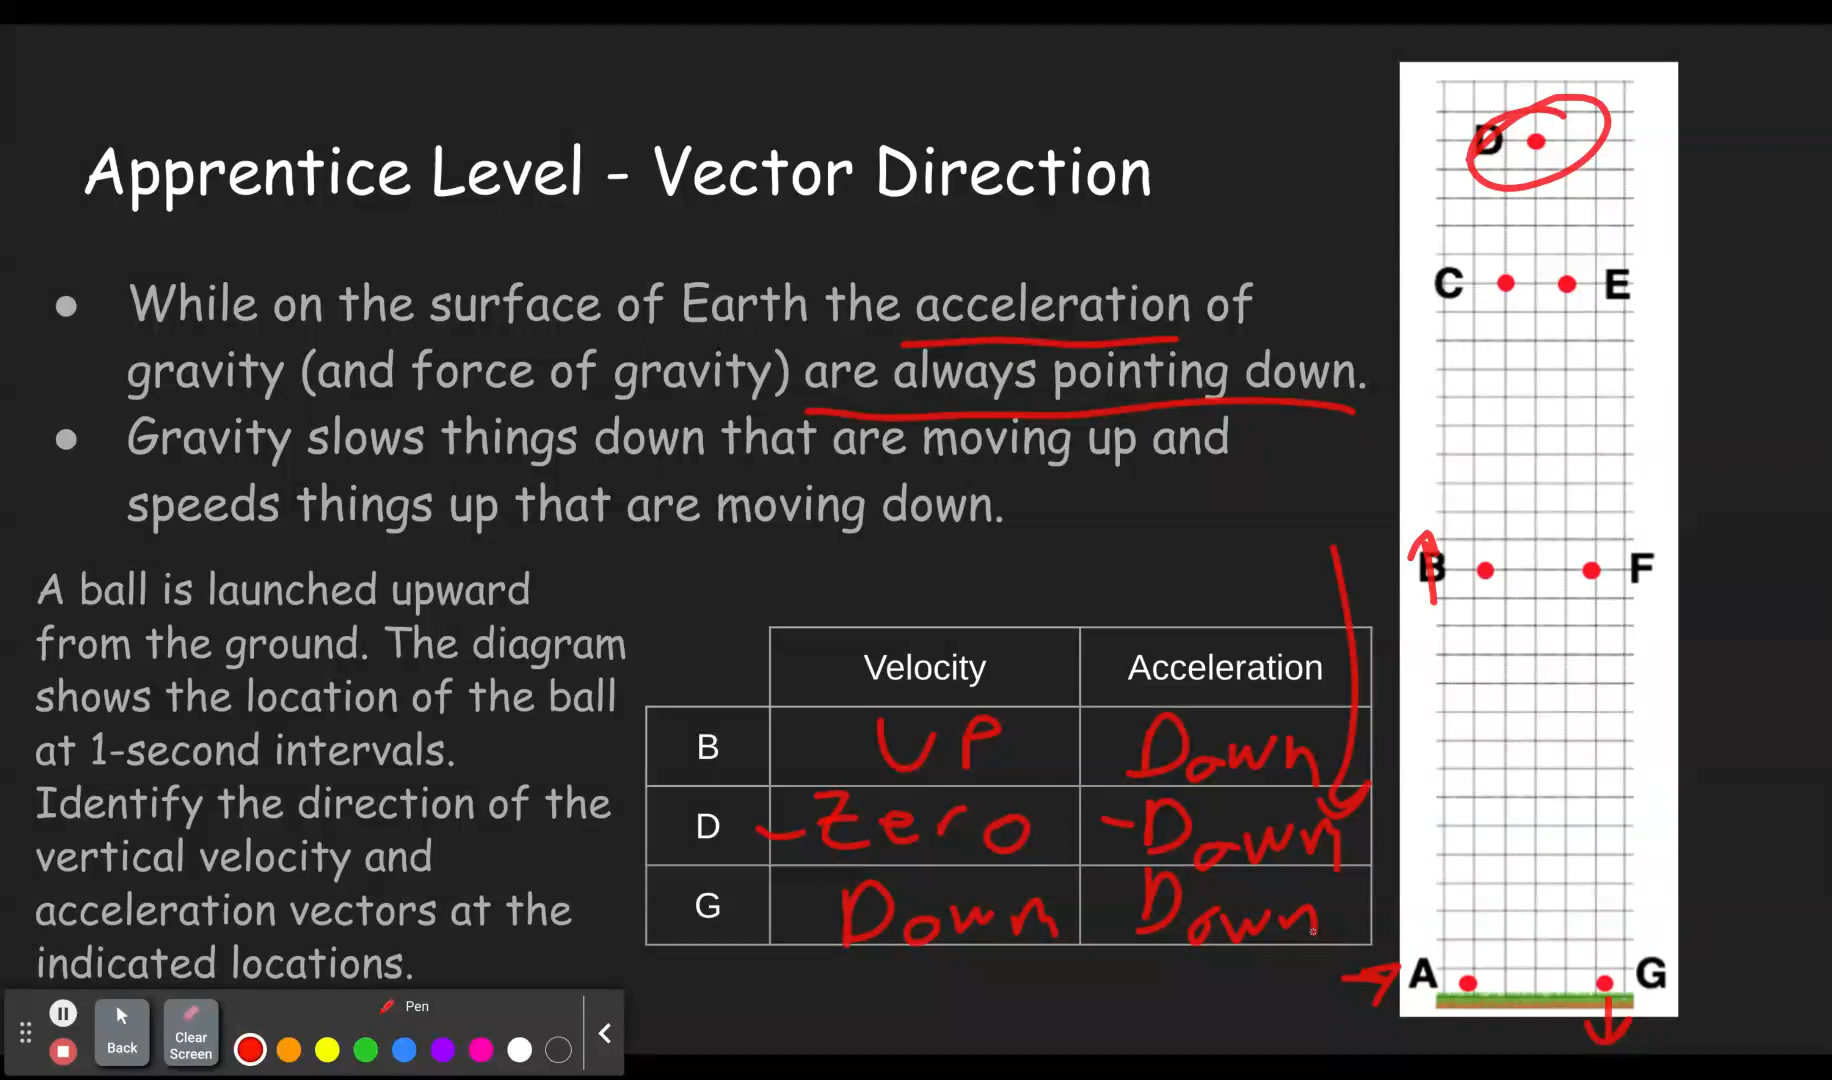 Apprentice Level - Vector Direction
● While on the surface of Earth the acceleration of
gravity (and force of gravity) are always pointing down.
● Gravity slows things down that are moving up and
speeds things up that are moving down.
A ball is launched upward
from the ground. The diagram
shows the location of the ball
at 1-second intervals.
Identify the direction of the
vertical velocity and
acceleration vectors at the
indicated locations.
Velocity Acceleration
B UP Down
D -Zero -Down
G Down Down
D
C E
B F
A G
Pen
Back
Clear
Screen